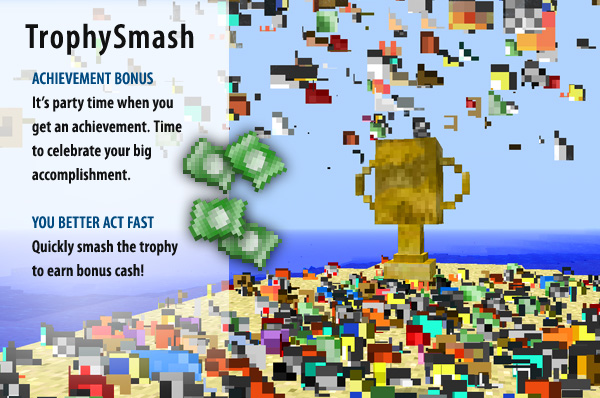 TrophySmash
ACHIEVEMENT BONUS
It's party time when you
get an achievement. Time
to celebrate your big
accomplishment.
YOU BETTER ACT FAST
Quickly smash the trophy
to earn bonus cash!